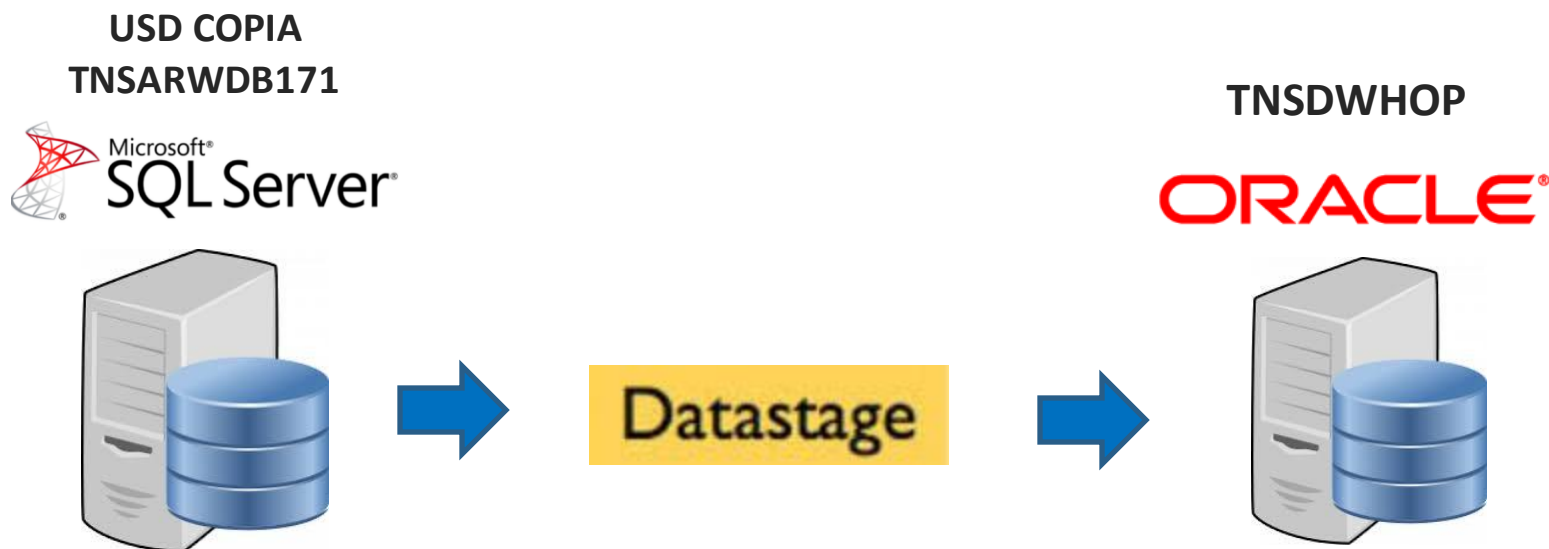 USD COPIA
TNSARWDB171
Microsoft®
SQL Server®
®
Datastage
TNSDWHOP
ORACLE®